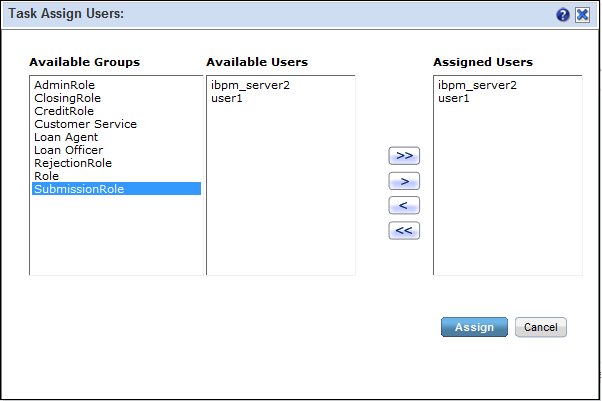 Task Assign Users:
?
Available Groups
Available Users
Assigned Users
AdminRole
ClosingRole
CreditRole
Customer Service
Loan Agent
Loan Officer
RejectionRole
Role
SubmissionRole
ibpm_server2
user1
ibpm_server2
user1
>>
>
<
<<
Assign
Cancel